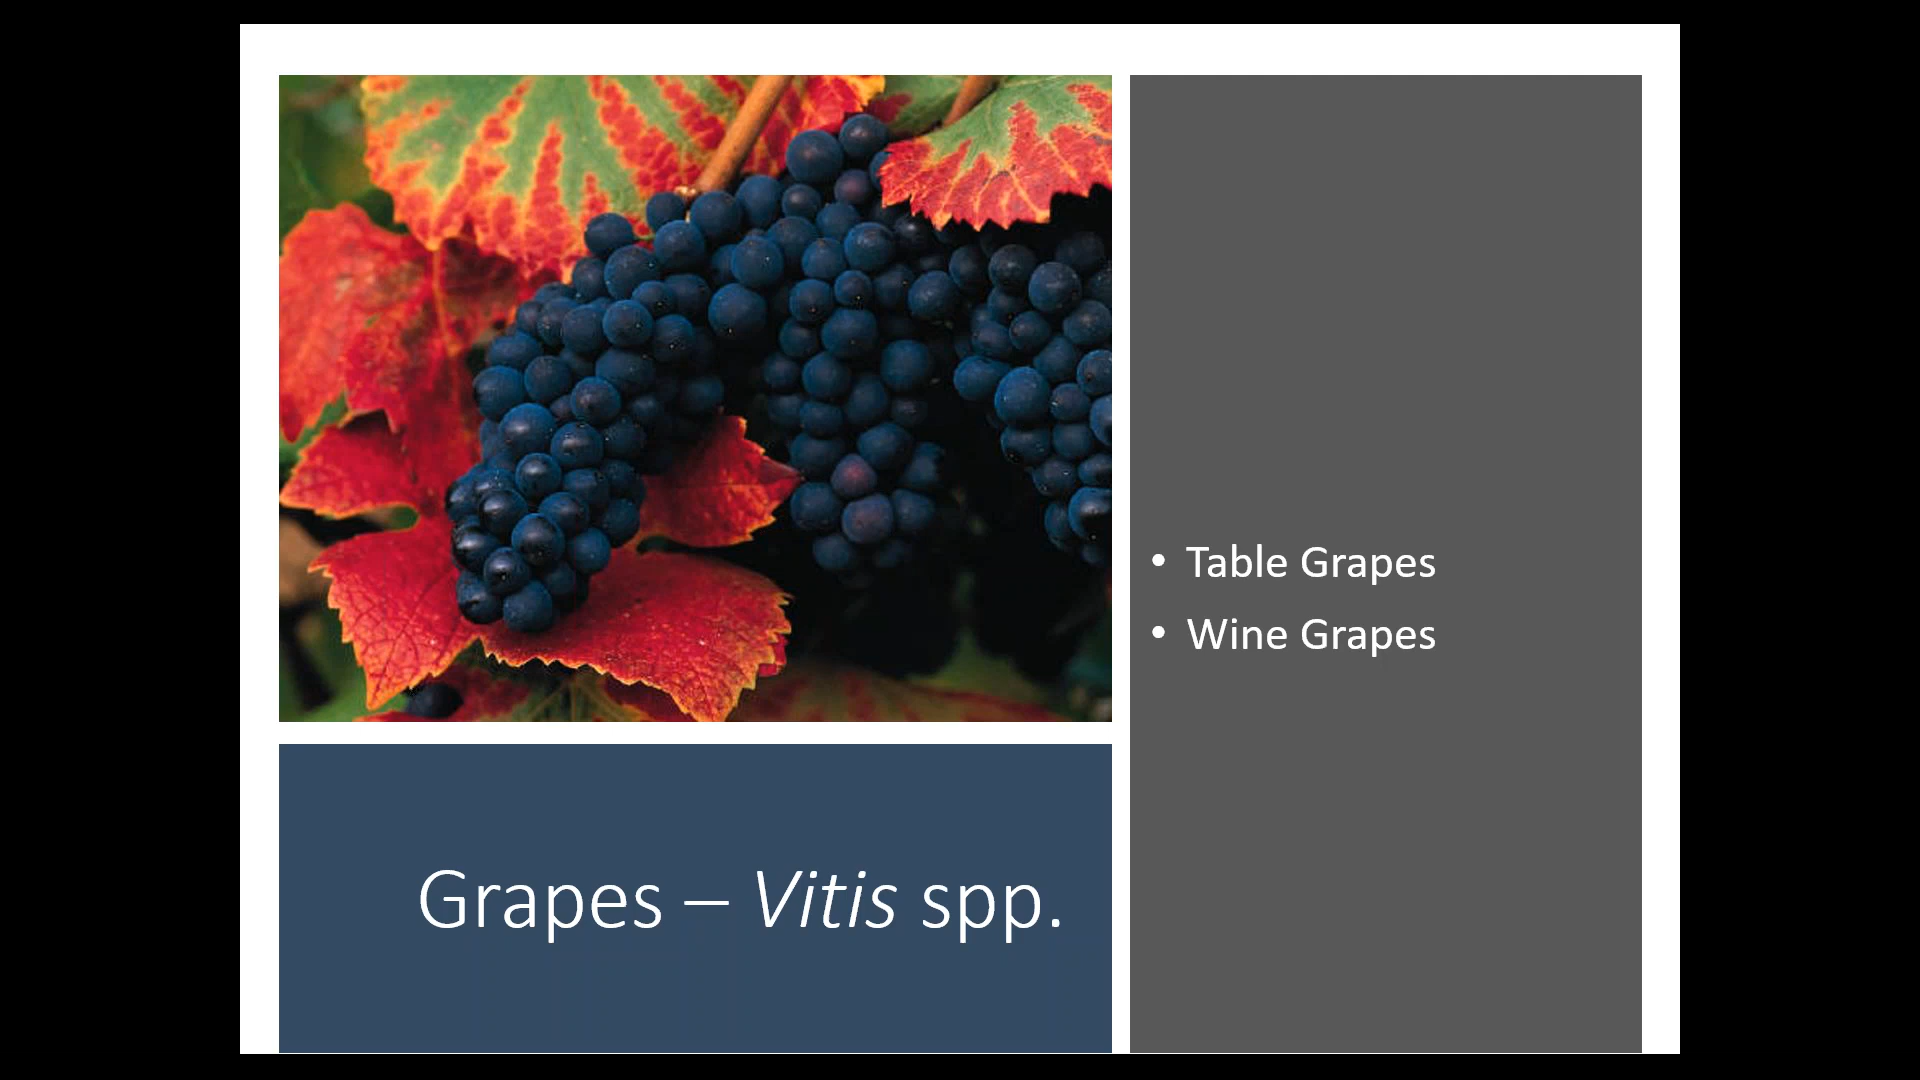 • Table Grapes
• Wine Grapes
Grapes – Vitis spp.